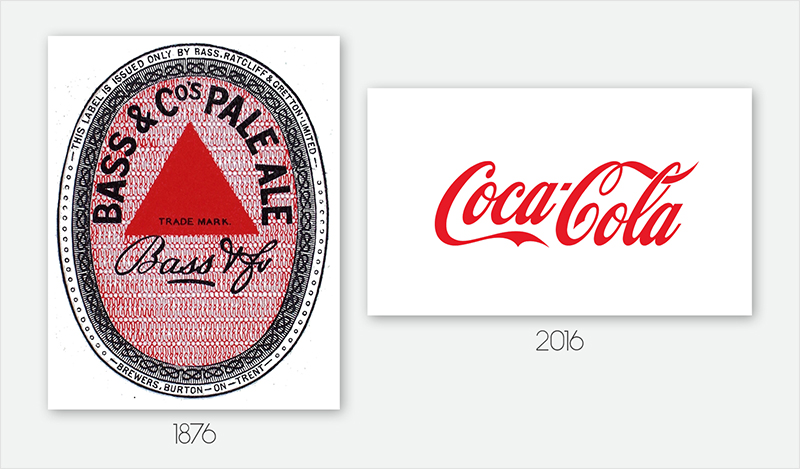 THIS LABEL IS ISSUED ONLY BY BASS, RATCLIFF & GRETTON LIMITED
BASS & Co's PALE ALE
TRADE MARK.
Bass & Co
BREWERS, BURTON-ON-TRENT
1876
Coca-Cola
2016